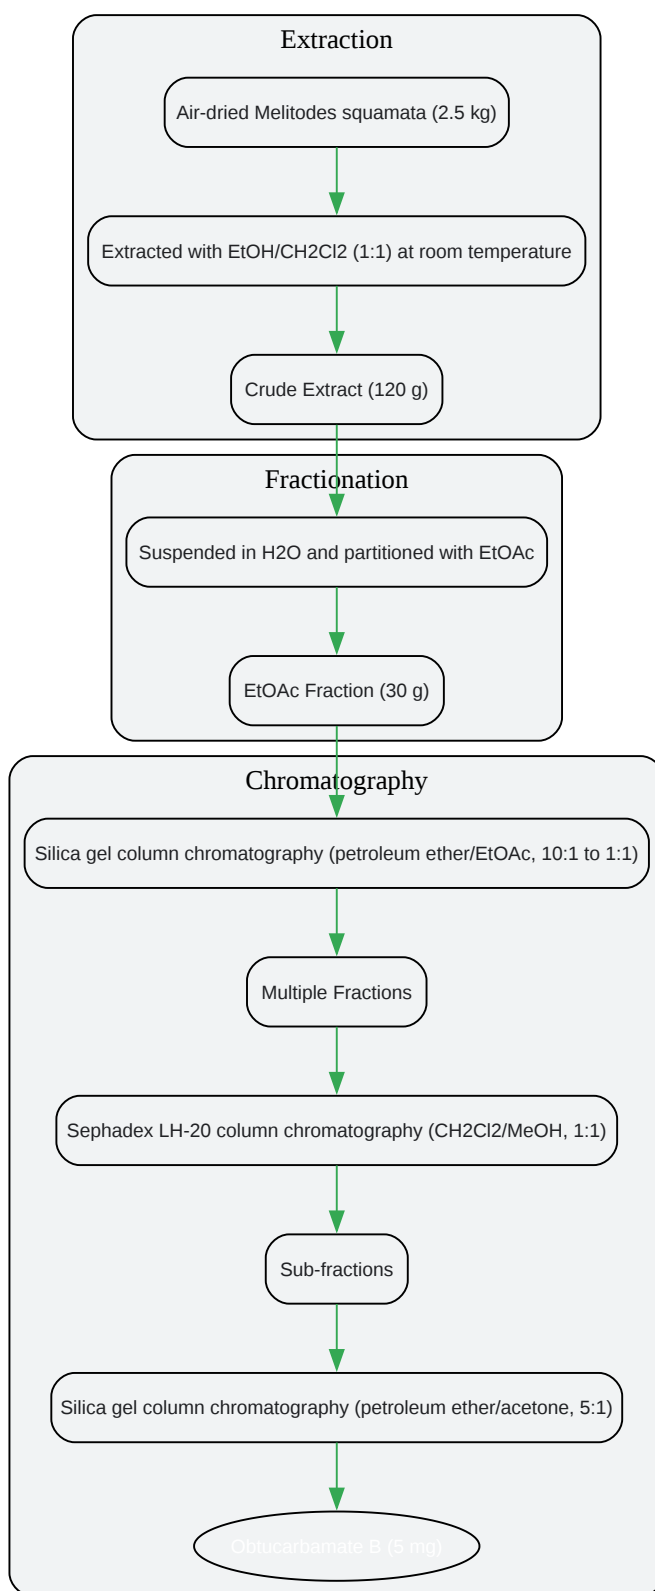 Extraction
Air-dried Melitodes squamata (2.5 kg)
Extracted with EtOH/CH2Cl2 (1:1) at room temperature
Crude Extract (120 g)
Fractionation
Suspended in H2O and partitioned with EtOAc
EtOAc Fraction (30 g)
Chromatography
Silica gel column chromatography (petroleum ether/EtOAc, 10:1 to 1:1)
Multiple Fractions
Sephadex LH-20 column chromatography (CH2Cl2/MeOH, 1:1)
Sub-fractions
Silica gel column chromatography (petroleum ether/acetone, 5:1)
Obtucarbamate B (5 mg)